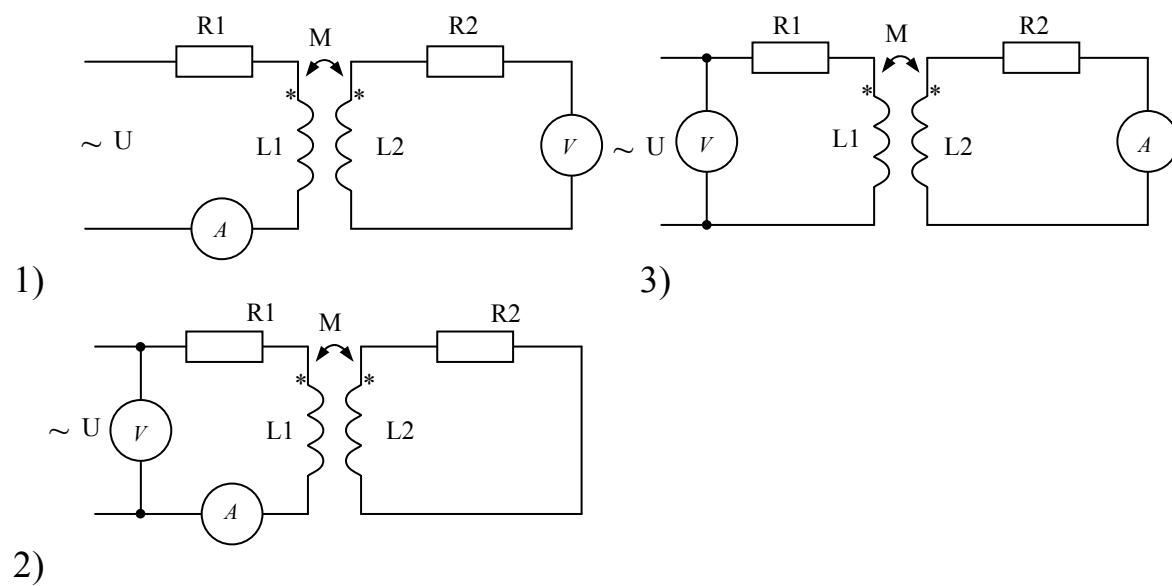 R1
M
R2
* *
~ U
L1
L2
V
A
1)
R1
M
R2
* *
~ U
V
L1
L2
A
3)
R1
M
R2
* *
~ U
V
L1
L2
A
2)